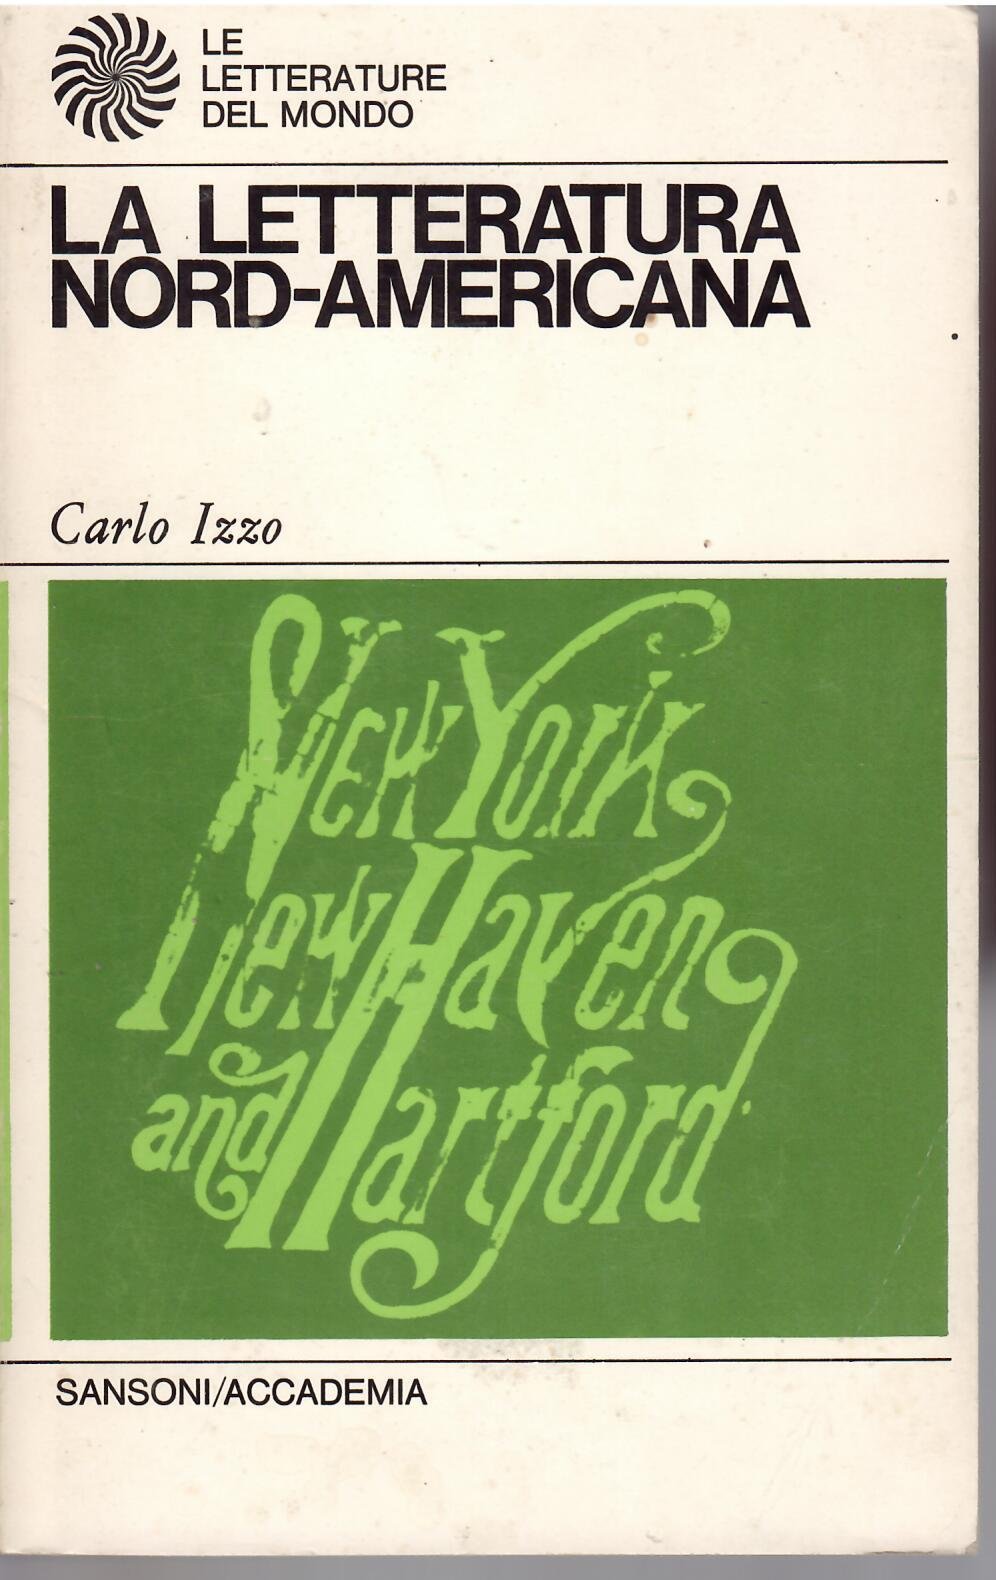 LE
LETTERATURE
DEL MONDO
LA LETTERATURA
NORD-AMERICANA
Carlo Izzo
New York,
New Haven
and Hartford
SANSONI/ACCADEMIA